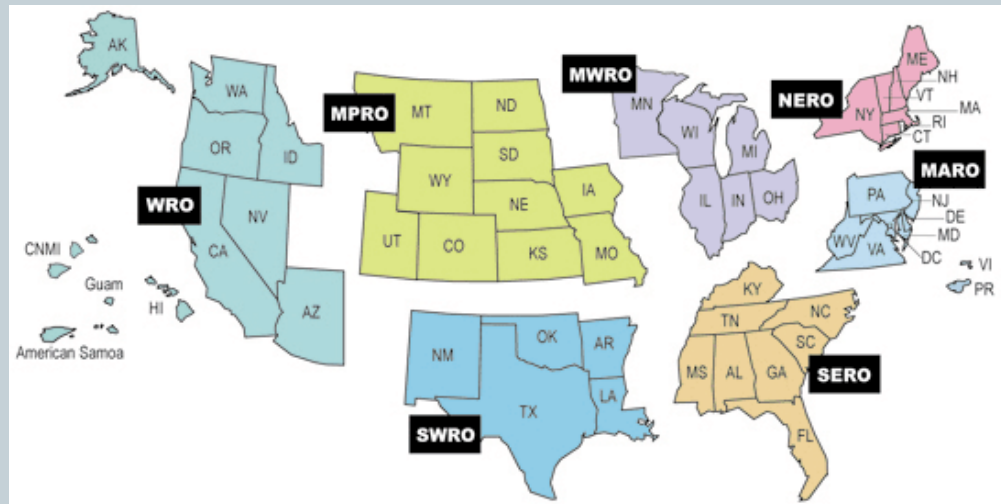 AK
WA
OR
ID
WRO
NV
CA
AZ
CNMI
Guam
HI
American Samoa
MPRO
MT
ND
SD
WY
NE
IA
UT
CO
KS
MO
MWRO
MN
WI
MI
IL
IN
OH
NERO
ME
NH
VT
MA
NY
RI
CT
MARO
PA
NJ
DE
MD
WV
VA
DC
VI
PR
SWRO
NM
OK
AR
TX
LA
KY
TN
NC
SC
MS
AL
GA
SERO
FL